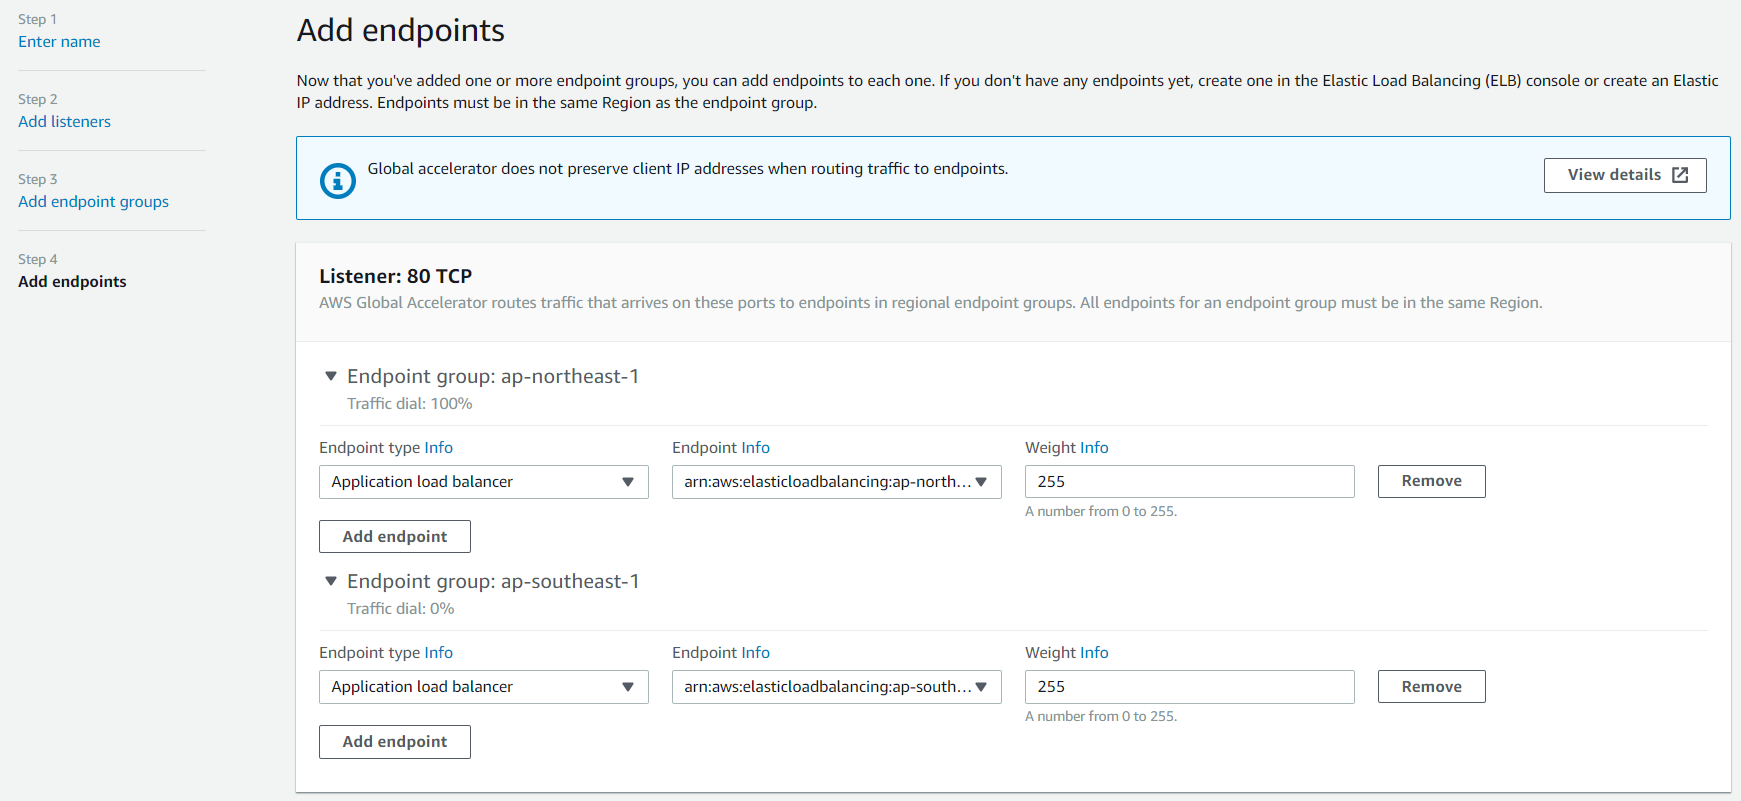 Step 1
Enter name
Step 2
Add listeners
Step 3
Add endpoint groups
Step 4
Add endpoints
Add endpoints
Now that you've added one or more endpoint groups, you can add endpoints to each one. If you don't have any endpoints yet, create one in the Elastic Load Balancing (ELB) console or create an Elastic
IP address. Endpoints must be in the same Region as the endpoint group.
Global accelerator does not preserve client IP addresses when routing traffic to endpoints.
View details
Listener: 80 TCP
AWS Global Accelerator routes traffic that arrives on these ports to endpoints in regional endpoint groups. All endpoints for an endpoint group must be in the same Region.
Endpoint group: ap-northeast-1
Traffic dial: 100%
Endpoint type Info Endpoint Info Weight Info
Application load balancer arn:aws:elasticloadbalancing:ap-north... 255 Remove
A number from 0 to 255.
Add endpoint
Endpoint group: ap-southeast-1
Traffic dial: 0%
Endpoint type Info Endpoint Info Weight Info
Application load balancer arn:aws:elasticloadbalancing:ap-south... 255 Remove
A number from 0 to 255.
Add endpoint